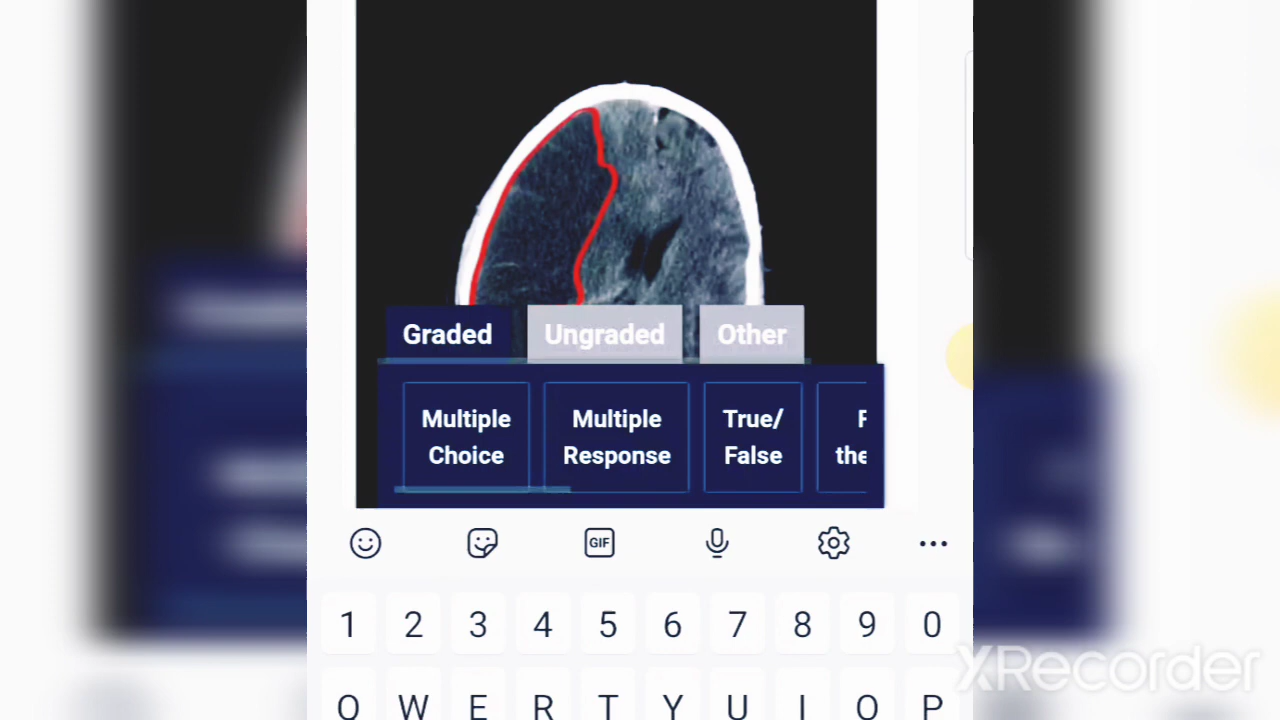 Graded Ungraded Other
Multiple Multiple True/
Choice Response False
GIF
1 2 3 4 5 6 7 8 9 0
Q W E R T Y U I O P
XRecorder